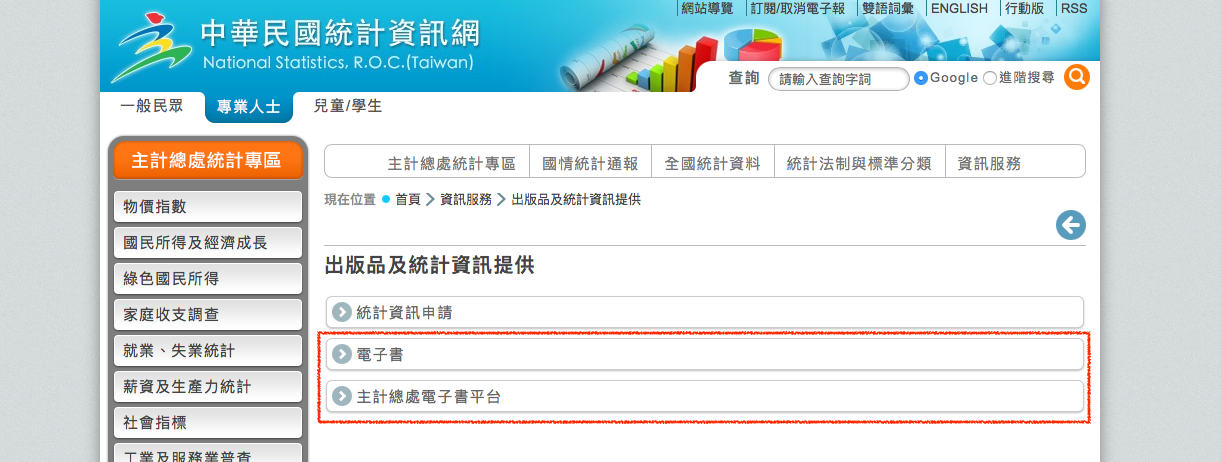 網站導覽 訂閱/取消電子報 雙語詞彙 ENGLISH 行動版 RSS
中華民國統計資訊網
National Statistics, R.O.C.(Taiwan)
查詢 請輸入查詢字詞 Google 進階搜尋
一般民眾 專業人士 兒童/學生
主計總處統計專區
物價指數
國民所得及經濟成長
綠色國民所得
家庭收支調查
就業、失業統計
薪資及生產力統計
社會指標
工業及服務業普查
主計總處統計專區 國情統計通報 全國統計資料 統計法制與標準分類 資訊服務
現在位置 首頁 資訊服務 出版品及統計資訊提供
出版品及統計資訊提供
統計資訊申請
電子書
主計總處電子書平台